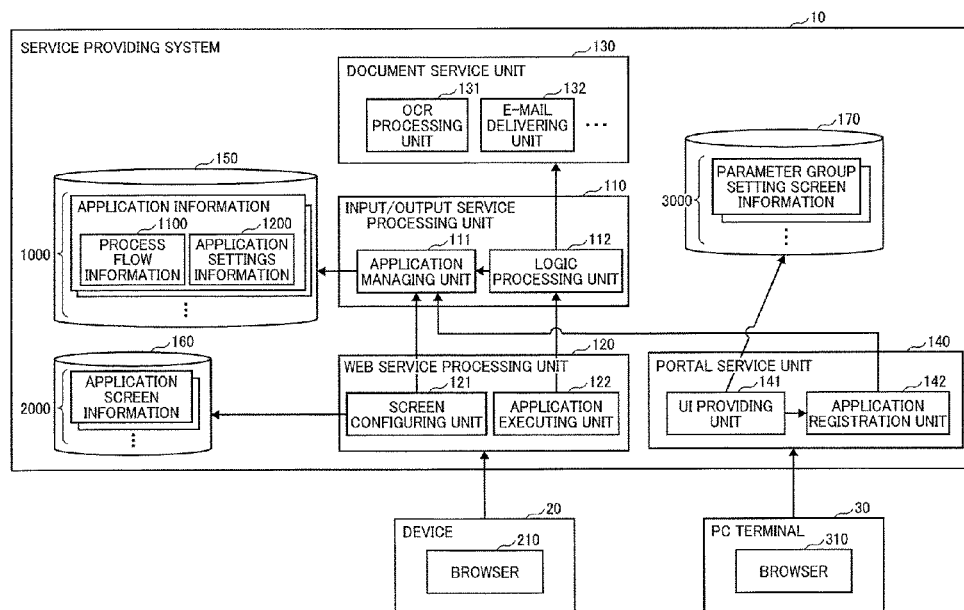 10
SERVICE PROVIDING SYSTEM
130
DOCUMENT SERVICE UNIT
131
132
OCR
PROCESSING
UNIT
E-MAIL
DELIVERING
UNIT
...
170
3000
PARAMETER GROUP
SETTING SCREEN
INFORMATION
150
1000
APPLICATION INFORMATION
1100
1200
PROCESS
FLOW
INFORMATION
APPLICATION
SETTINGS
INFORMATION
110
INPUT/OUTPUT SERVICE
PROCESSING UNIT
111
112
APPLICATION
MANAGING UNIT
LOGIC
PROCESSING UNIT
160
2000
APPLICATION
SCREEN
INFORMATION
120
WEB SERVICE PROCESSING UNIT
121
122
SCREEN
CONFIGURING UNIT
APPLICATION
EXECUTING UNIT
140
PORTAL SERVICE UNIT
141
142
UI PROVIDING
UNIT
APPLICATION
REGISTRATION UNIT
20
DEVICE
210
BROWSER
30
PC TERMINAL
310
BROWSER